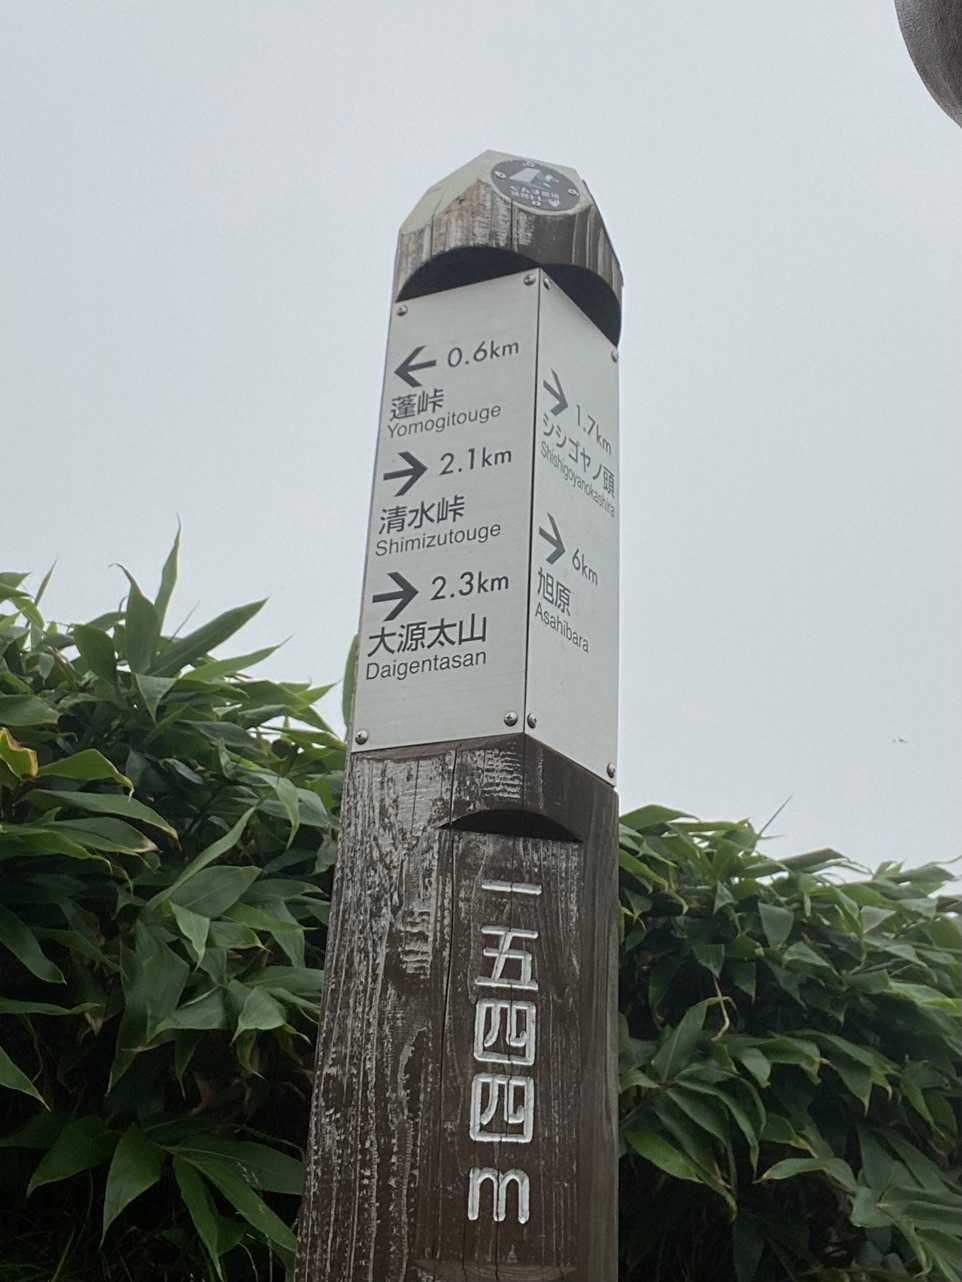 ← 0.6km
蓬峠
Yomogitouge
→ 2.1km
清水峠
Shimizutouge
→ 2.3km
大源太山
Daigentasan
→ 1.7km
シシゴヤノ頭
Shishigoyanokashira
→ 6km
旭原
Asahibara
一五四四m